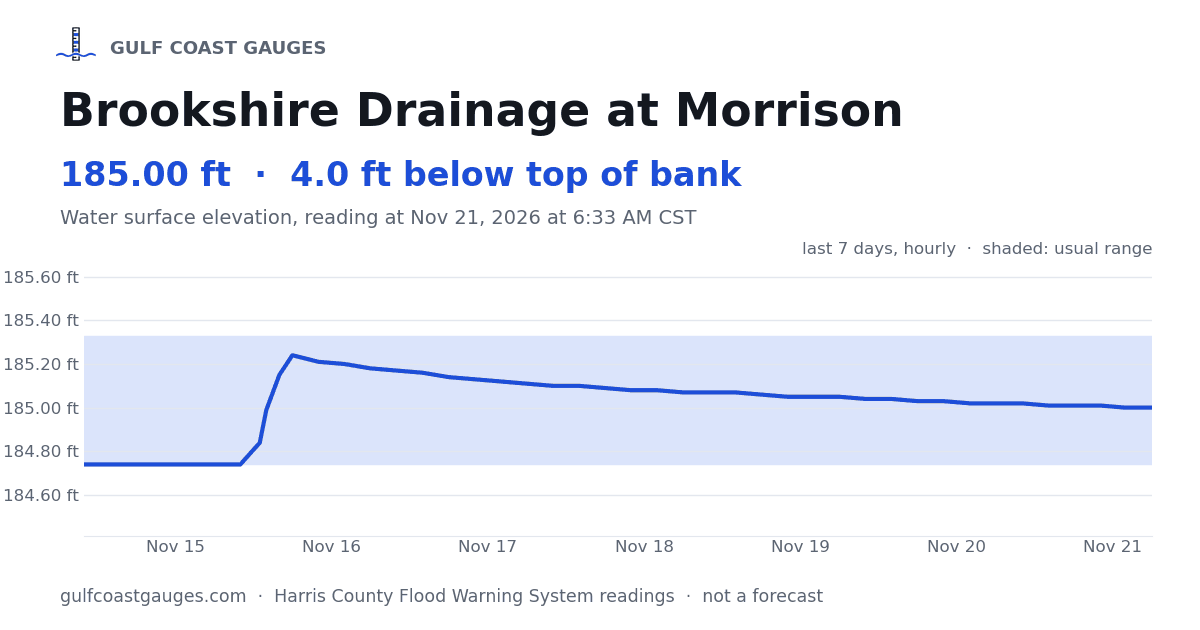 GULF COAST GAUGES
Brookshire Drainage at Morrison
185.00 ft · 4.0 ft below top of bank
Water surface elevation, reading at Nov 21, 2026 at 6:33 AM CST
last 7 days, hourly · shaded: usual range
185.60 ft
185.40 ft
185.20 ft
185.00 ft
184.80 ft
184.60 ft
Nov 15 Nov 16 Nov 17 Nov 18 Nov 19 Nov 20 Nov 21
gulfcoastgauges.com · Harris County Flood Warning System readings · not a forecast